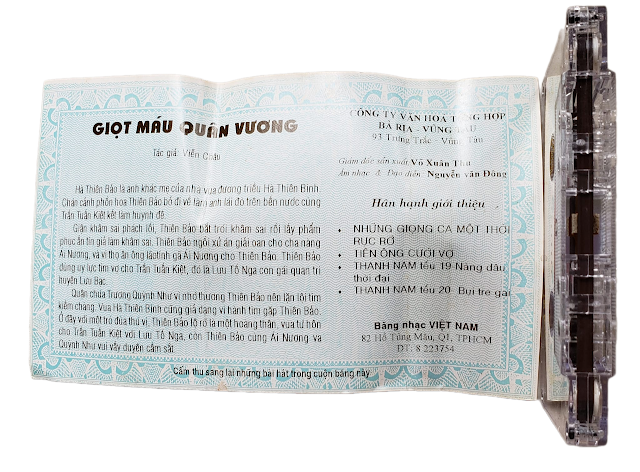 GIỌT MÁU QUÂN VƯƠNG
Tác giả: Viễn Châu
Hà Thiên Bảo là anh khác mẹ của nhà vua đương triều Hà Thiên Bình.
Chán cảnh phồn hoa Thiên Bảo bỏ đi về làm anh lái đò trên bến nước cùng
Trần Tuấn Kiệt kết làm huynh đệ.
Giận khâm sai phách lối, Thiên Bảo bắt trói khâm sai rồi lấy phẩm
phục ấn tín giả làm khâm sai. Thiên Bảo ngồi xử án giải oan cho cha nàng
Ái Nương, và vì thọ ân ông lão tình gả Ái Nương cho Thiên Bảo. Thiên Bảo
dùng uy lực tìm vợ cho Trần Tuấn Kiệt, đó là Lưu Tố Nga con gái quan tri
huyện Lưu Bạc.
Quận chúa Trương Quỳnh Như vì nhớ thương Thiên Bảo nên lặn lội tìm
kiếm chàng. Vua Hà Thiên Bình cũng giả dạng vi hành tìm gặp Thiên Bảo.
Ở đây với một trò đùa thú vị, Thiên Bảo lộ rõ là một hoàng thân, vua tứ hôn
cho Trần Tuấn Kiệt với Lưu Tố Nga, còn Thiên Bảo cùng Ái Nương và
Quỳnh Như vui vầy duyên cầm sắt.
CÔNG TY VĂN HOÁ TỔNG HỢP
BÀ RỊA - VŨNG TÀU
93 Trưng Trắc - Vũng Tàu
Giám đốc sản xuất Võ Xuân Thu
Âm nhạc & Đạo diễn Nguyễn văn Đông
Hân hạnh giới thiệu
• NHỮNG GIỌNG CA MỘT THỜI
RỰC RỠ
• TIÊN ÔNG CƯỚI VỢ
• THANH NAM tếu 19 Nàng dâu
thời đại
• THANH NAM tếu 20 Bụi tre gai
Băng nhạc VIỆT NAM
82 Hồ Tùng Mậu, Q1, TPHCM
ĐT. 8 223754
Cấm thu sang lại những bài hát trong cuộn băng này